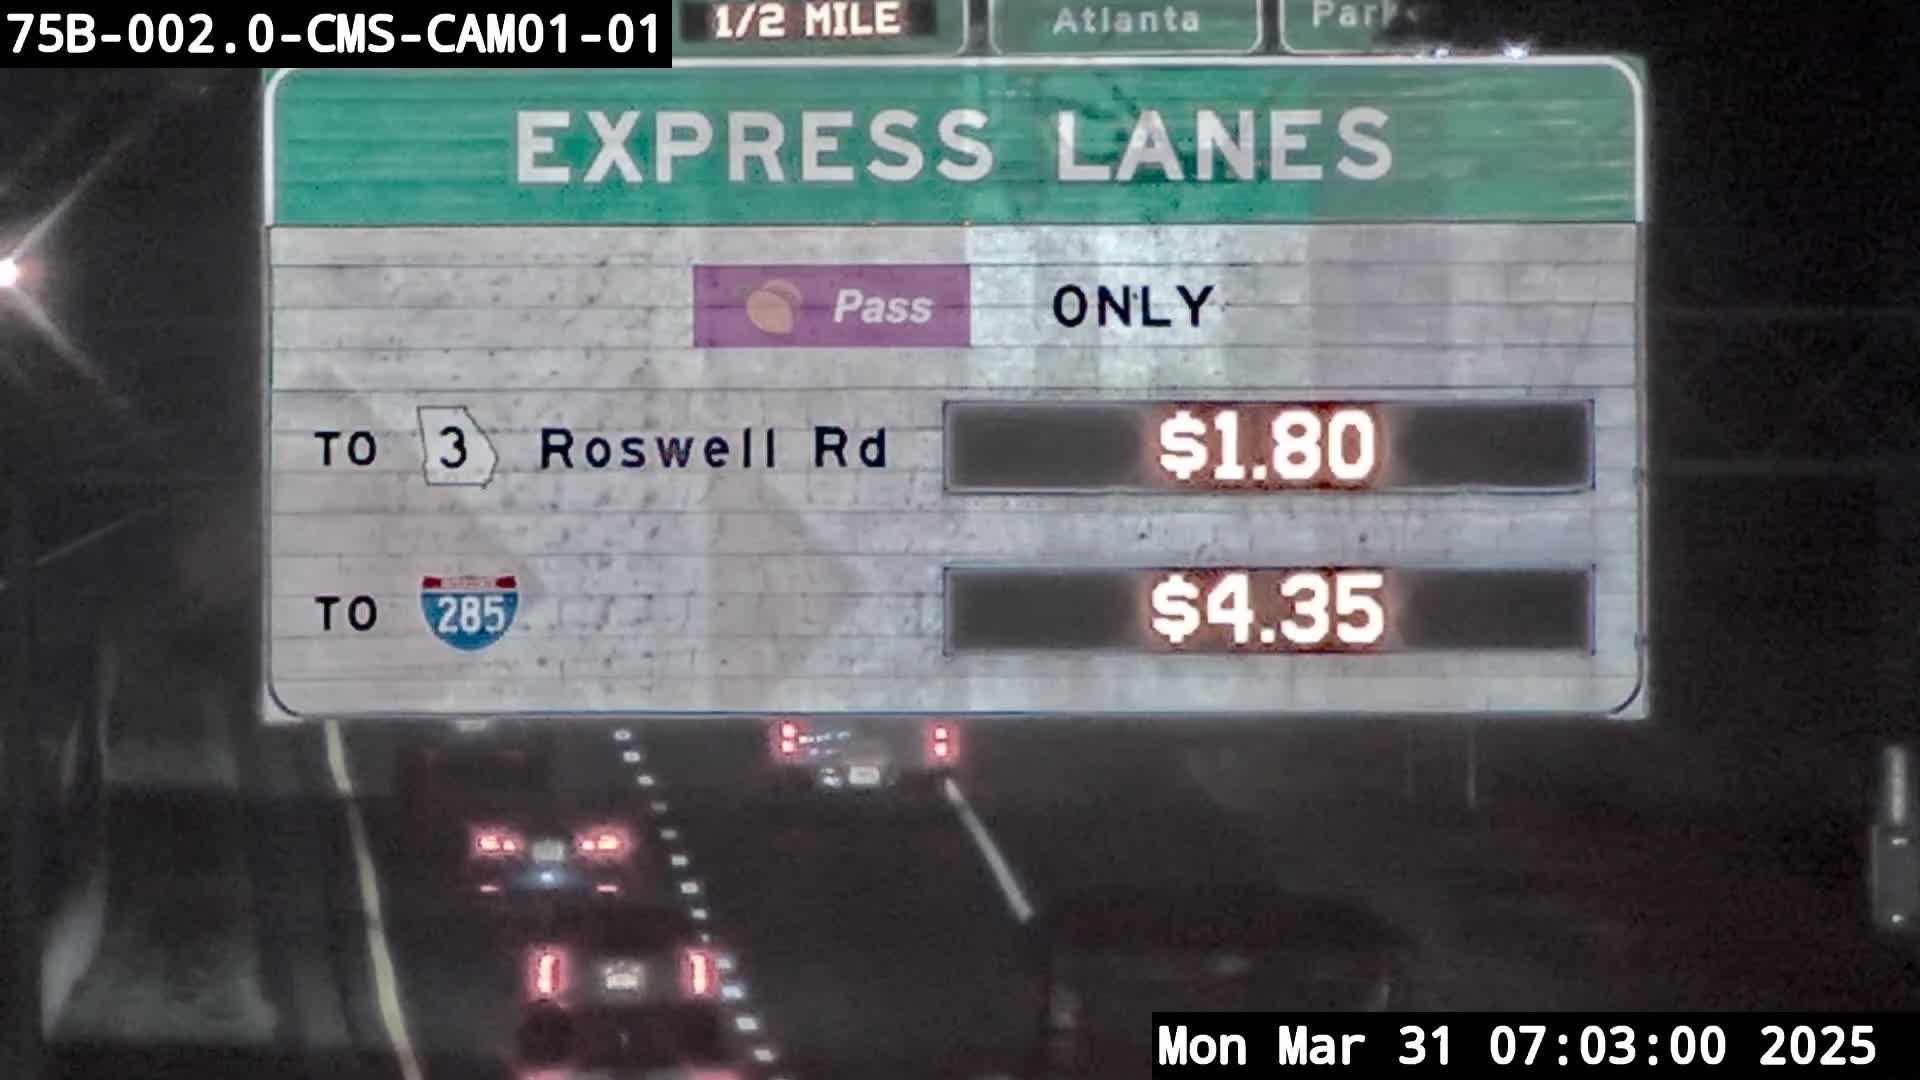 75B-002.0-CMS-CAM01-01
1/2 MILE
Atlanta
EXPRESS LANES
Pass ONLY
TO 3 Roswell Rd $1.80
TO 285 $4.35
Mon Mar 31 07:03:00 2025